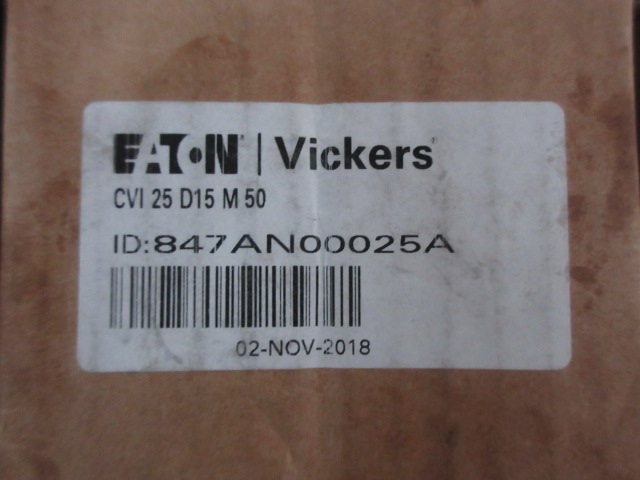 EATON | Vickers
CVI 25 D15 M 50
ID:847AN00025A
02-NOV-2018